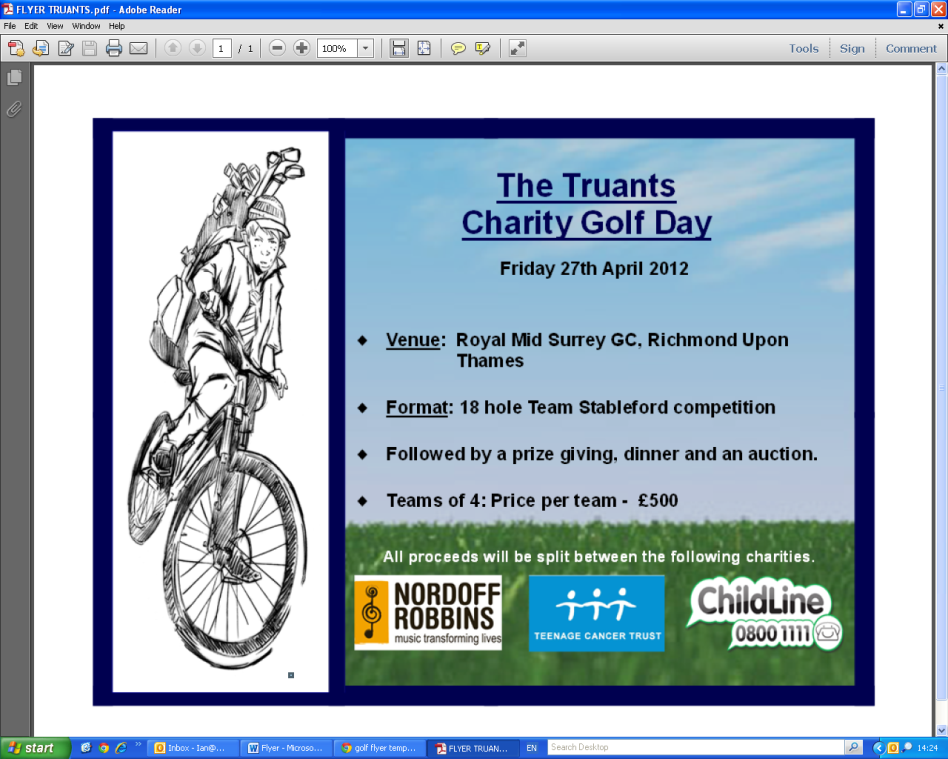 FLYER TRUANTS.pdf - Adobe Reader
File Edit View Window Help
1 / 1 100% Tools Sign Comment
The Truants
Charity Golf Day
Friday 27th April 2012
Venue: Royal Mid Surrey GC, Richmond Upon
Thames
Format: 18 hole Team Stableford competition
Followed by a prize giving, dinner and an auction.
Teams of 4: Price per team - £500
All proceeds will be split between the following charities.
NORDOFF
ROBBINS
music transforming lives
TEENAGE CANCER TRUST
ChildLine
0800 1111
start Inbox - Ian@... Flyer - Microso... golf flyer temp... FLYER TRUAN... EN Search Desktop 14:24